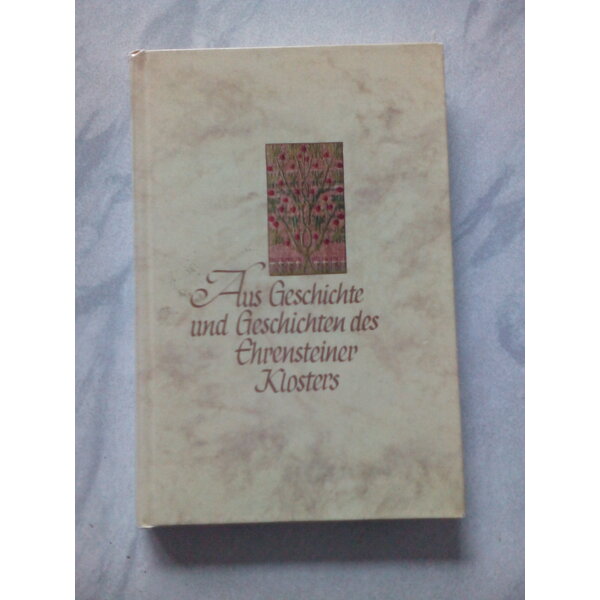 Aus Geschichte
und Geschichten des
Ehrensteiner
Klosters